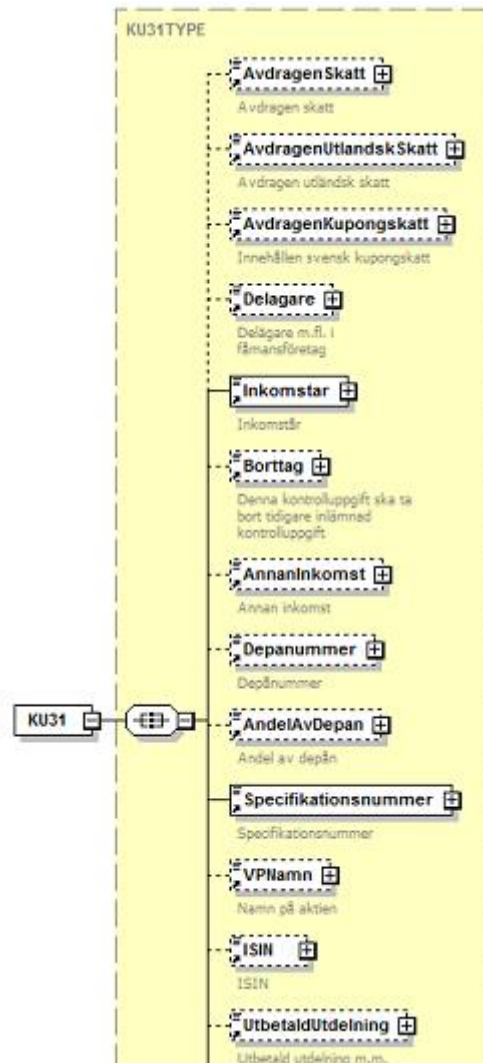 KU31TYPE
AvdragenSkatt
Avdragen skatt
AvdragenUtlandskSkatt
Avdragen utländsk skatt
AvdragenKupongskatt
Innehållen svensk kupongskatt
Delagare
Delägare m.fl. i
fåmansföretag
Inkomstar
Inkomstår
Borttag
Denna kontrolluppgift ska ta
bort tidigare inlämnad
kontrolluppgift
AnnanInkomst
Annan inkomst
Depanummer
Depånummer
KU31
AndelAvDepan
Andel av depån
Specifikationsnummer
Specifikationsnummer
VPNamn
Namn på aktien
ISIN
ISIN
UtbetaldUtdelning
Utbetald utdelning m.m.